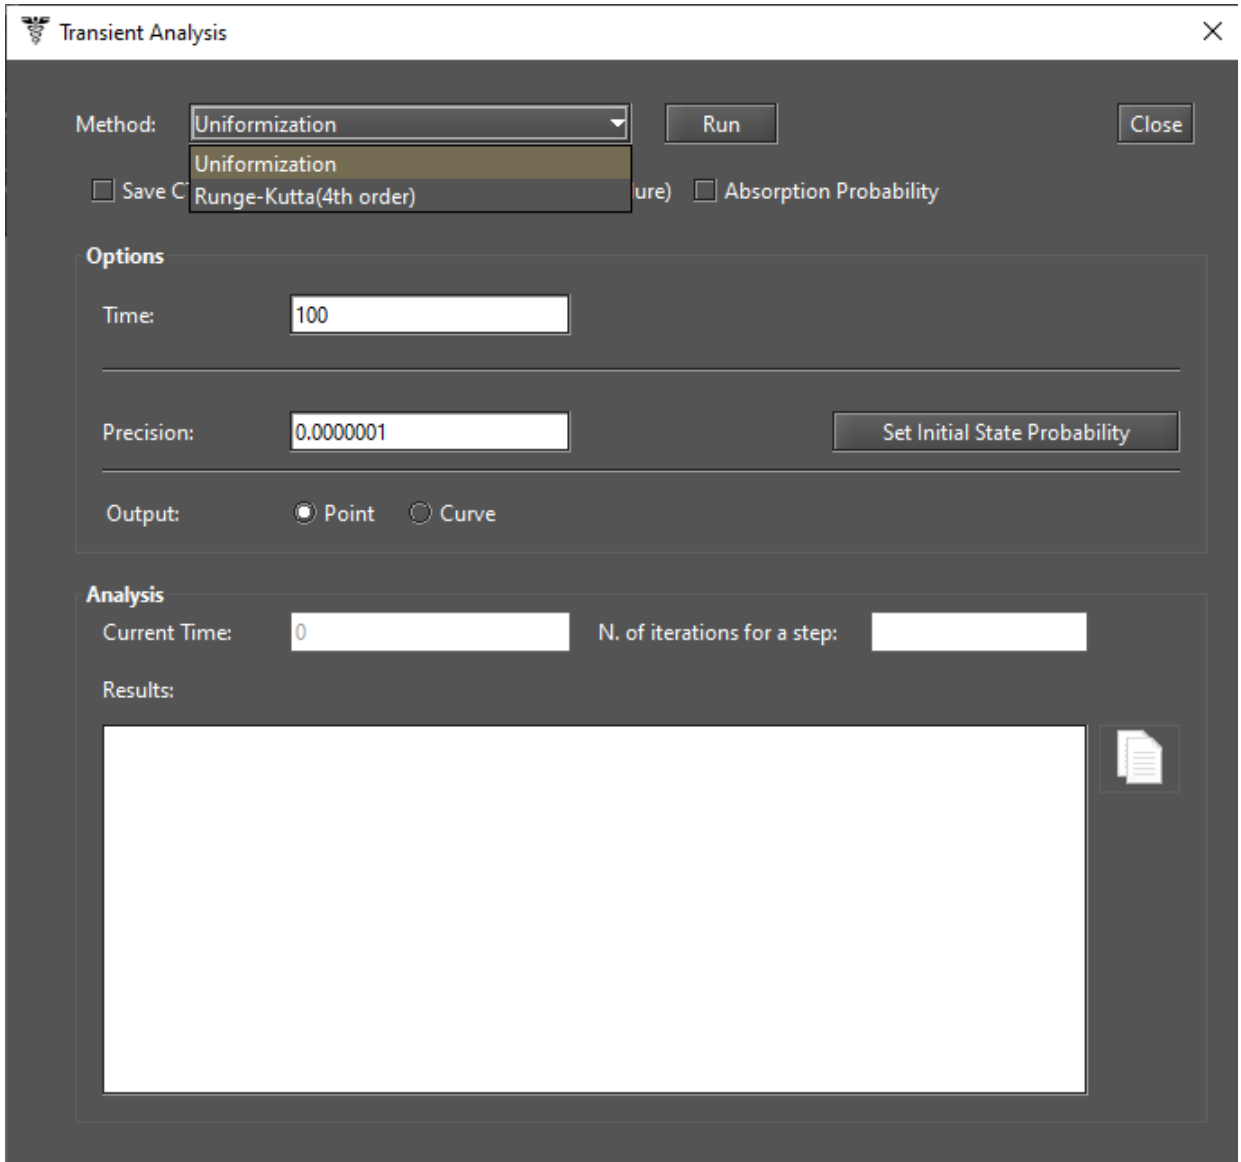 Transient Analysis
Method: Uniformization Run Close
Uniformization
Save C ure) Absorption Probability
Runge-Kutta(4th order)
Options
Time: 100
Precision: 0.0000001 Set Initial State Probability
Output: Point Curve
Analysis
Current Time: 0 N. of iterations for a step:
Results: